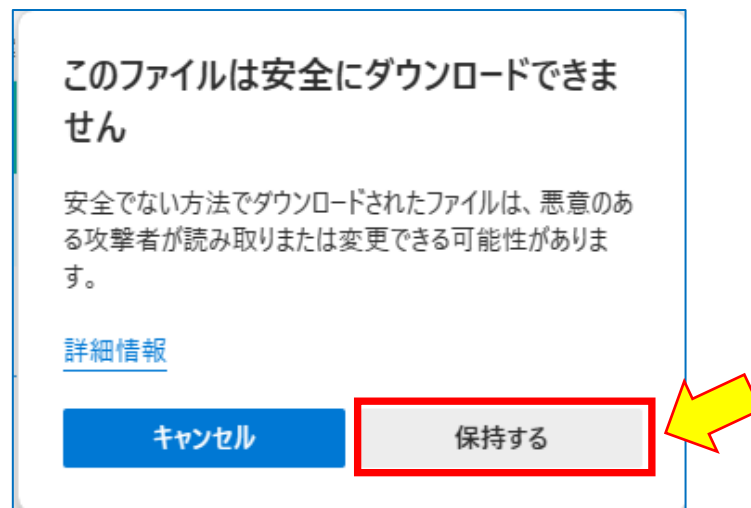 このファイルは安全にダウンロードできま
せん
安全でない方法でダウンロードされたファイルは、悪意のあ
る攻撃者が読み取りまたは変更できる可能性がありま
す。
詳細情報
キャンセル
保持する